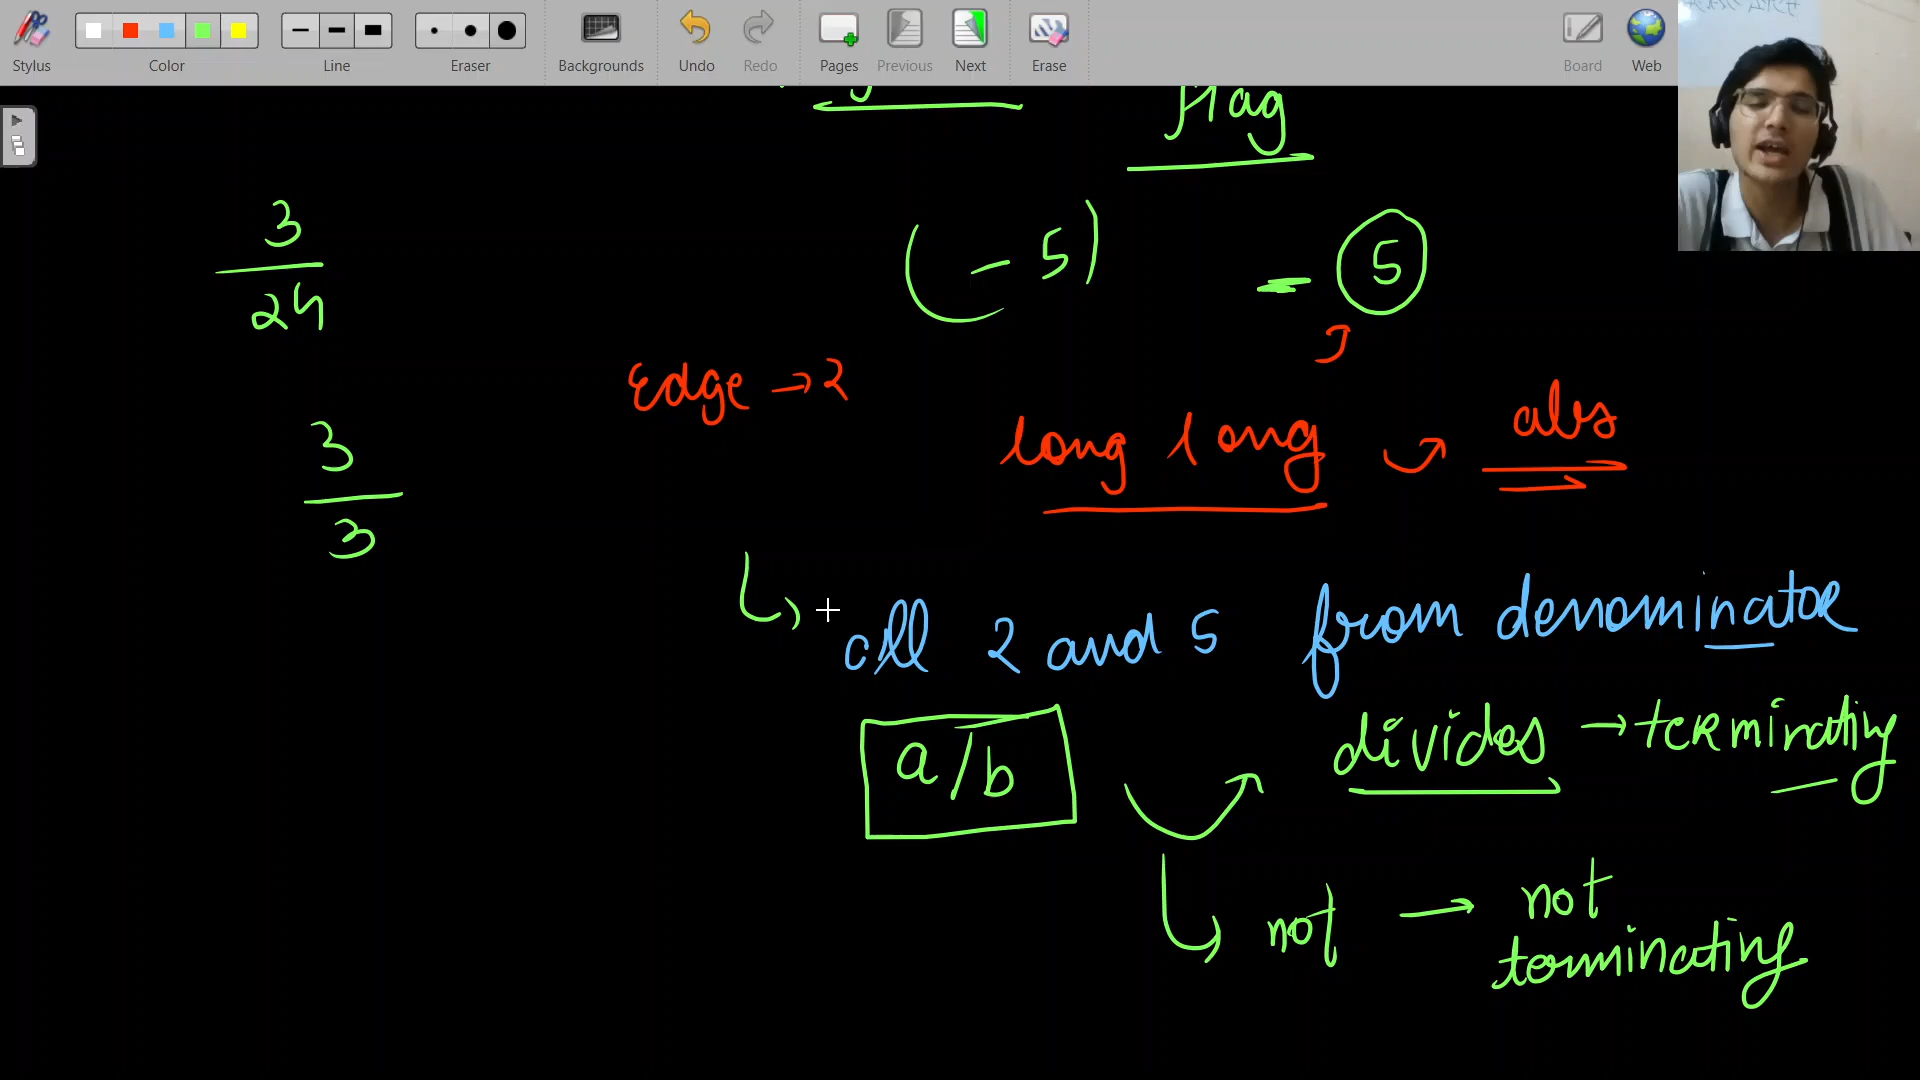 Stylus
Color
Line
Eraser
Backgrounds
Undo
Redo
Pages
Previous
Next
Erase
Board
Web
flag
3
24
(-5)
- 5
Edge → 2
3
3
long long
abs
all 2 and 5 from denominator
a/b
divides → terminating
not → not
terminating